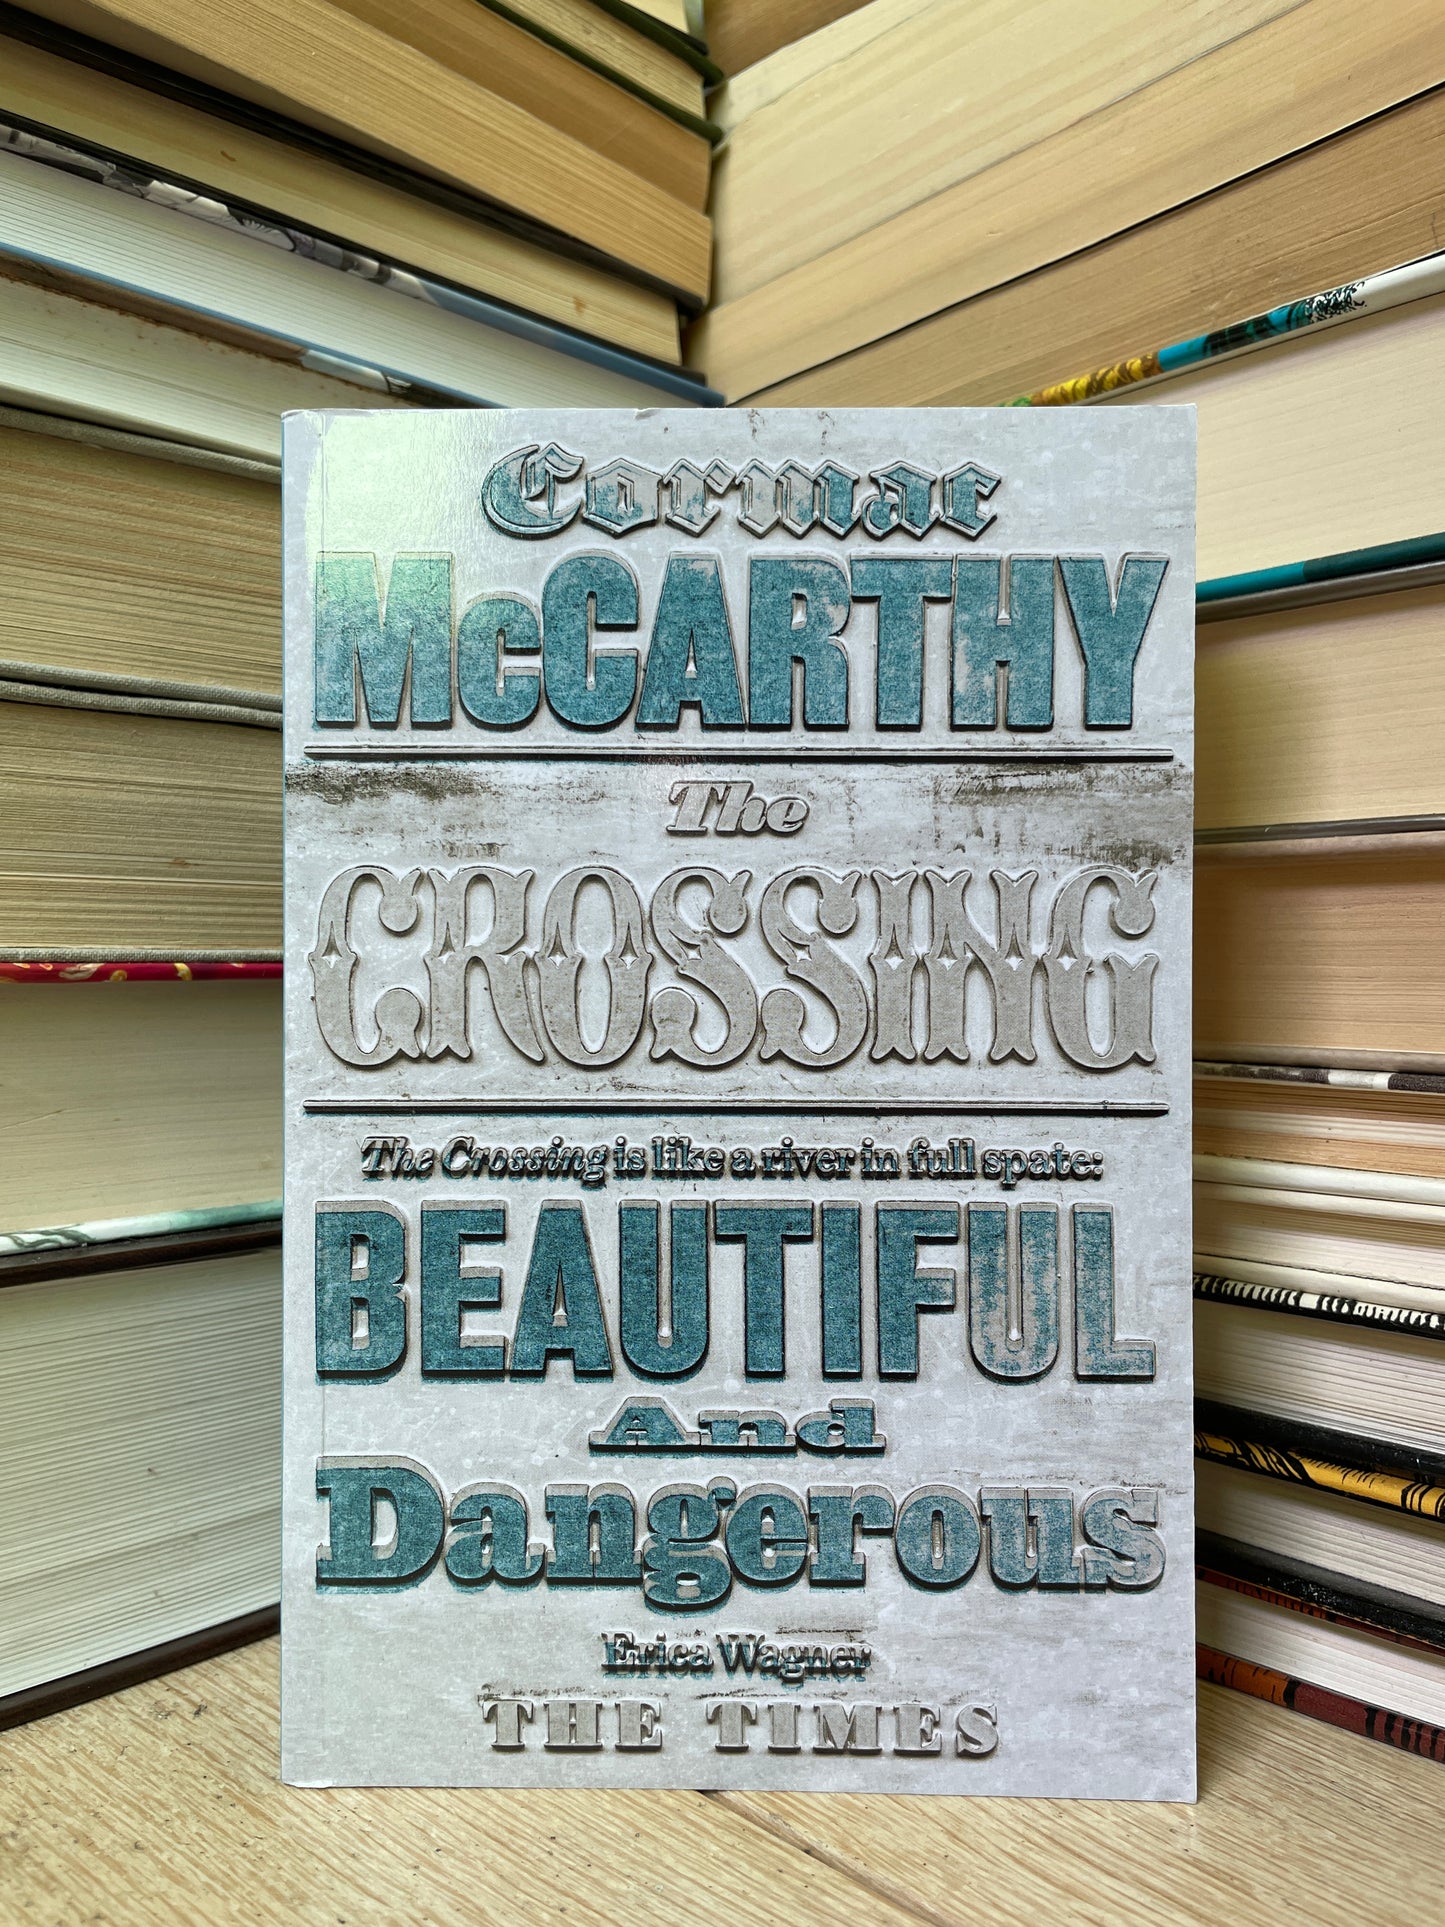 Cormac
McCARTHY
The
CROSSING
The Crossing is like a river in full spate:
BEAUTIFUL
And
Dangerous
Erica Wagner
THE TIMES